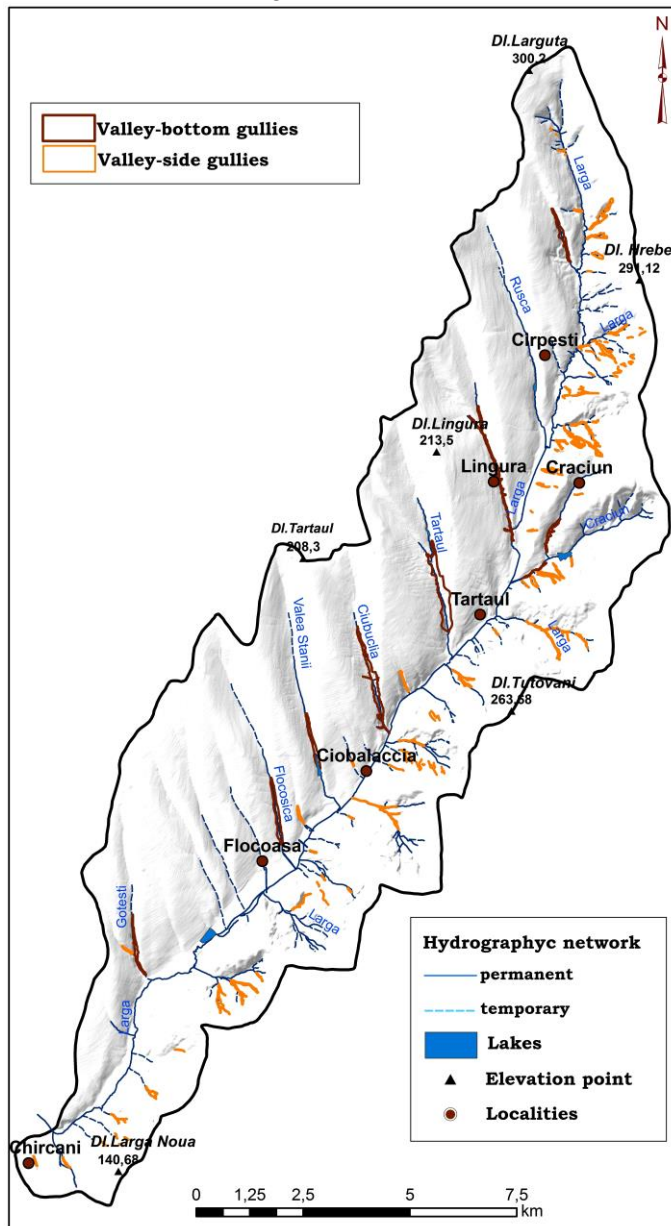 N
Dl.Larguta
300,2
Valley-bottom gullies
Valley-side gullies
Larga
Dl. Hrebe
291,12
Rusca
Larga
Cirpesti
Dl.Lingura
213,5
Lingura
Craciun
Larga
Craciun
Dl.Tartaul
208,3
Tartaul
Tartaul
Larga
Valea Stanii
Ciubuclia
Dl.Tutovani
263,68
Ciobalaccia
Flocosica
Flocoasa
Gotesti
Larga
Larga
Hydrographyc network
permanent
temporary
Lakes
Elevation point
Localities
Chircani
Dl.Larga Noua
140,68
0 1,25 2,5 5 7,5
km